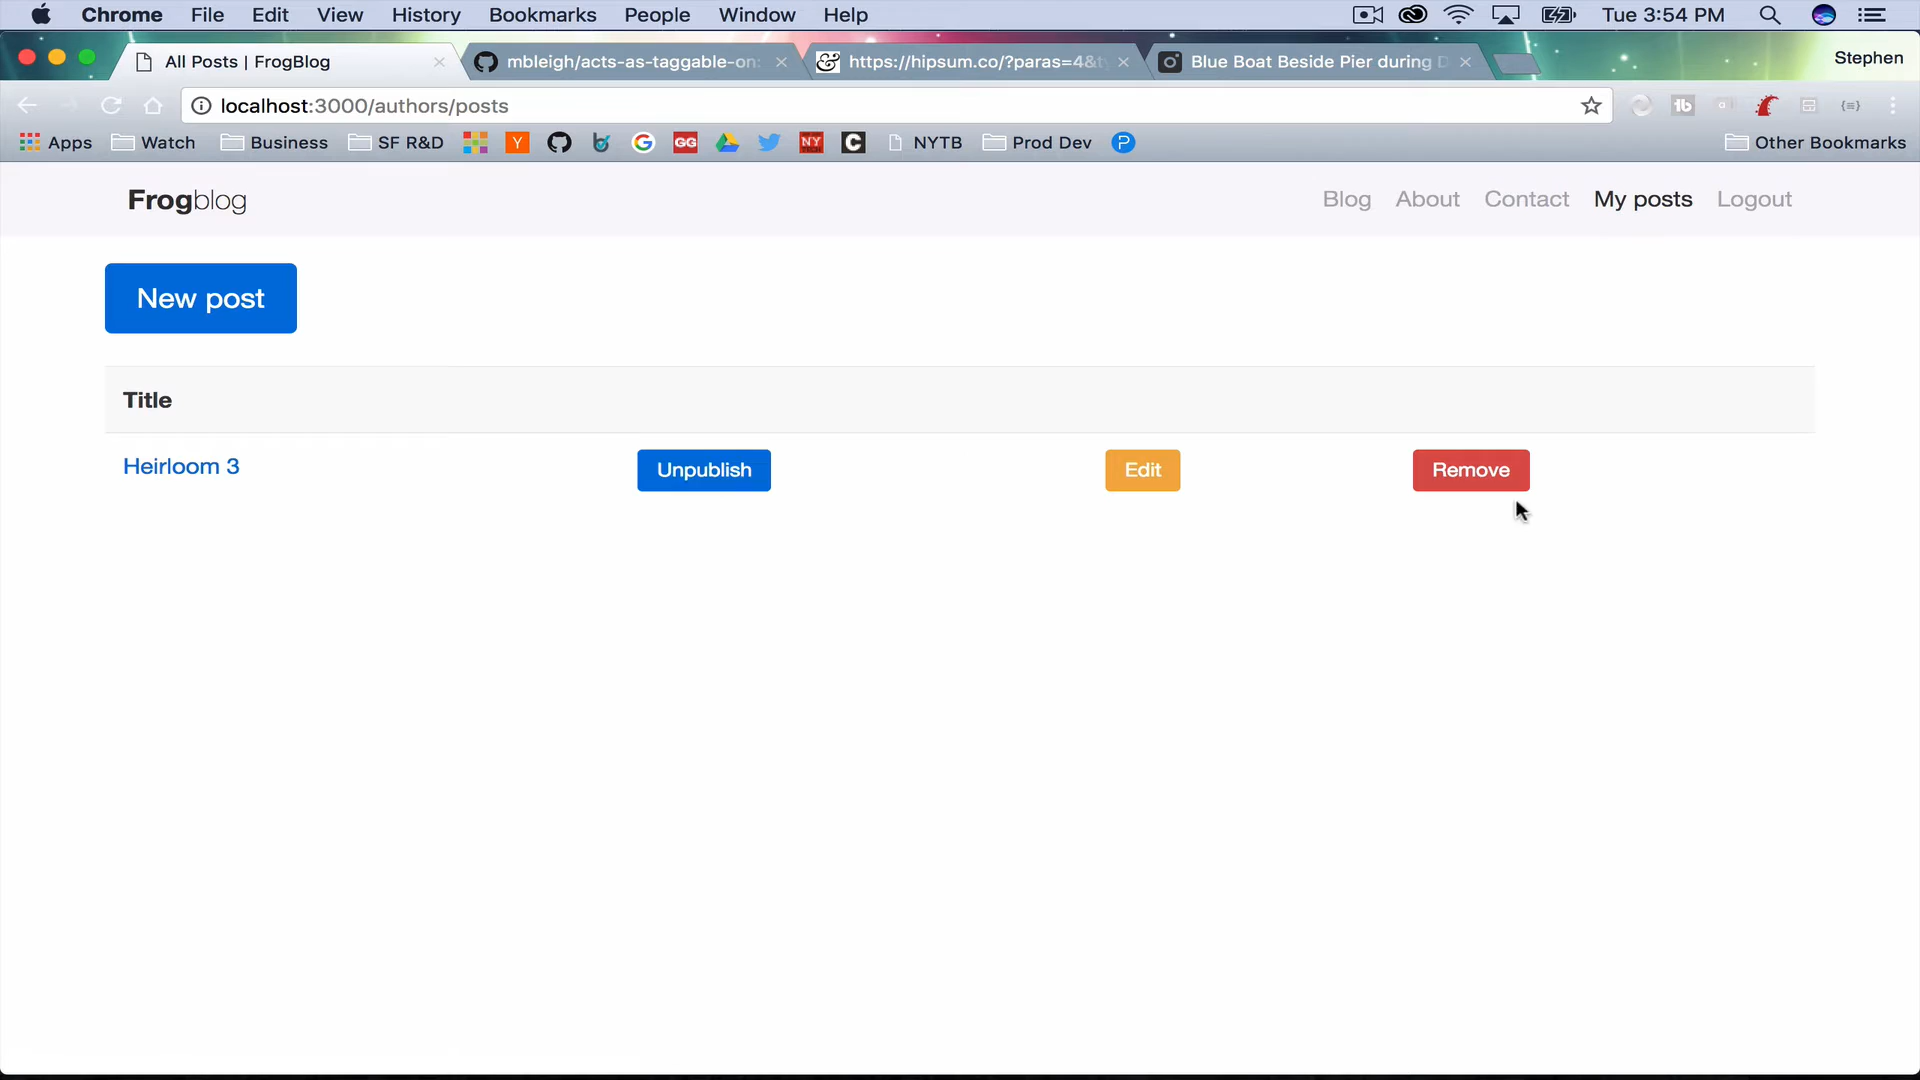 Chrome File Edit View History Bookmarks People Window Help Tue 3:54 PM
All Posts | FrogBlog mbleigh/acts-as-taggable-on: https://hipsum.co/?paras=4&t Blue Boat Beside Pier during D Stephen
localhost:3000/authors/posts
Apps Watch Business SF R&D Y G GG NY C NYTB Prod Dev P Other Bookmarks
Frogblog Blog About Contact My posts Logout
New post
Title
Heirloom 3 Unpublish Edit Remove